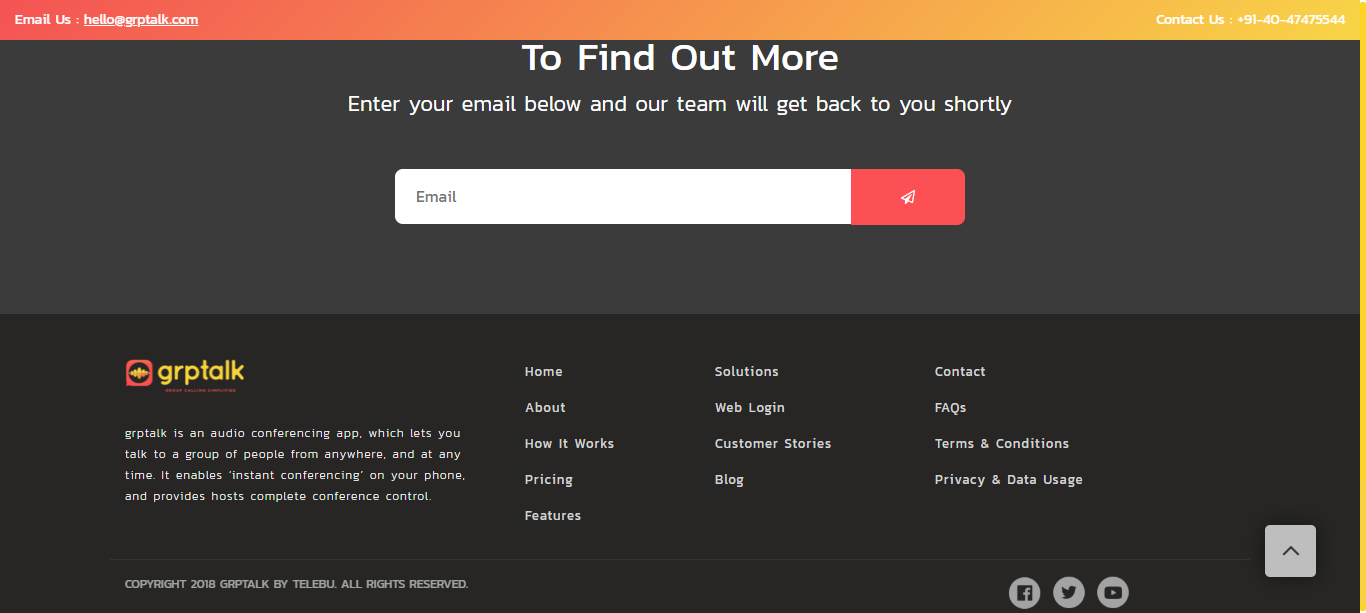 Email Us : hello@grptalk.com
Contact Us : +91-40-47475544
To Find Out More
Enter your email below and our team will get back to you shortly
Email
grptalk
GROUP CALLING SIMPLIFIED
grptalk is an audio conferencing app, which lets you
talk to a group of people from anywhere, and at any
time. It enables ‘instant conferencing’ on your phone,
and provides hosts complete conference control.
Home
About
How It Works
Pricing
Features
Solutions
Web Login
Customer Stories
Blog
Contact
FAQs
Terms & Conditions
Privacy & Data Usage
COPYRIGHT 2018 GRPTALK BY TELEBU. ALL RIGHTS RESERVED.